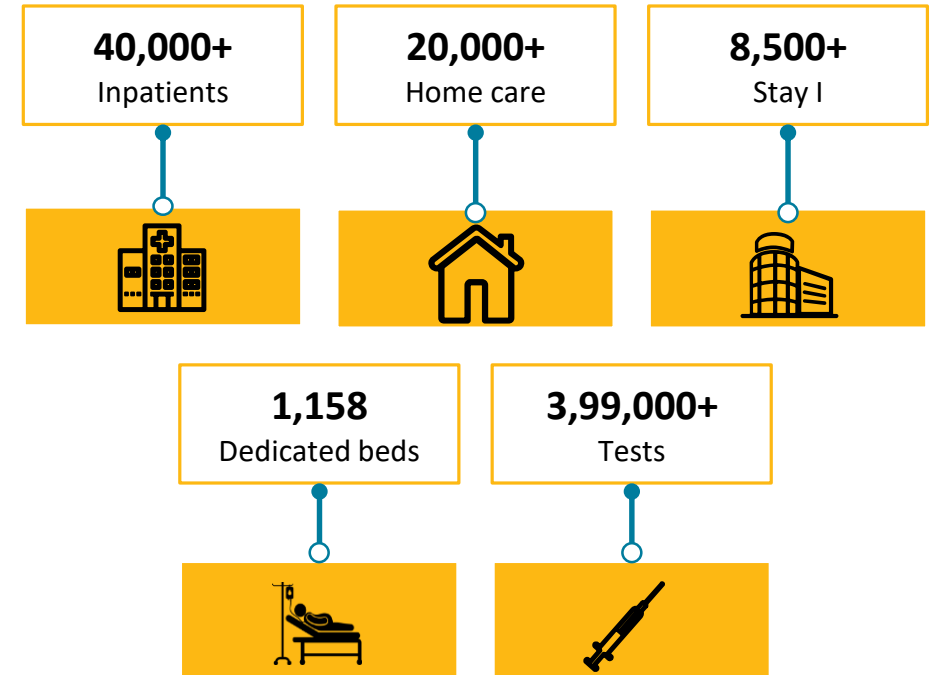 40,000+
Inpatients
20,000+
Home care
8,500+
Stay I
1,158
Dedicated beds
3,99,000+
Tests